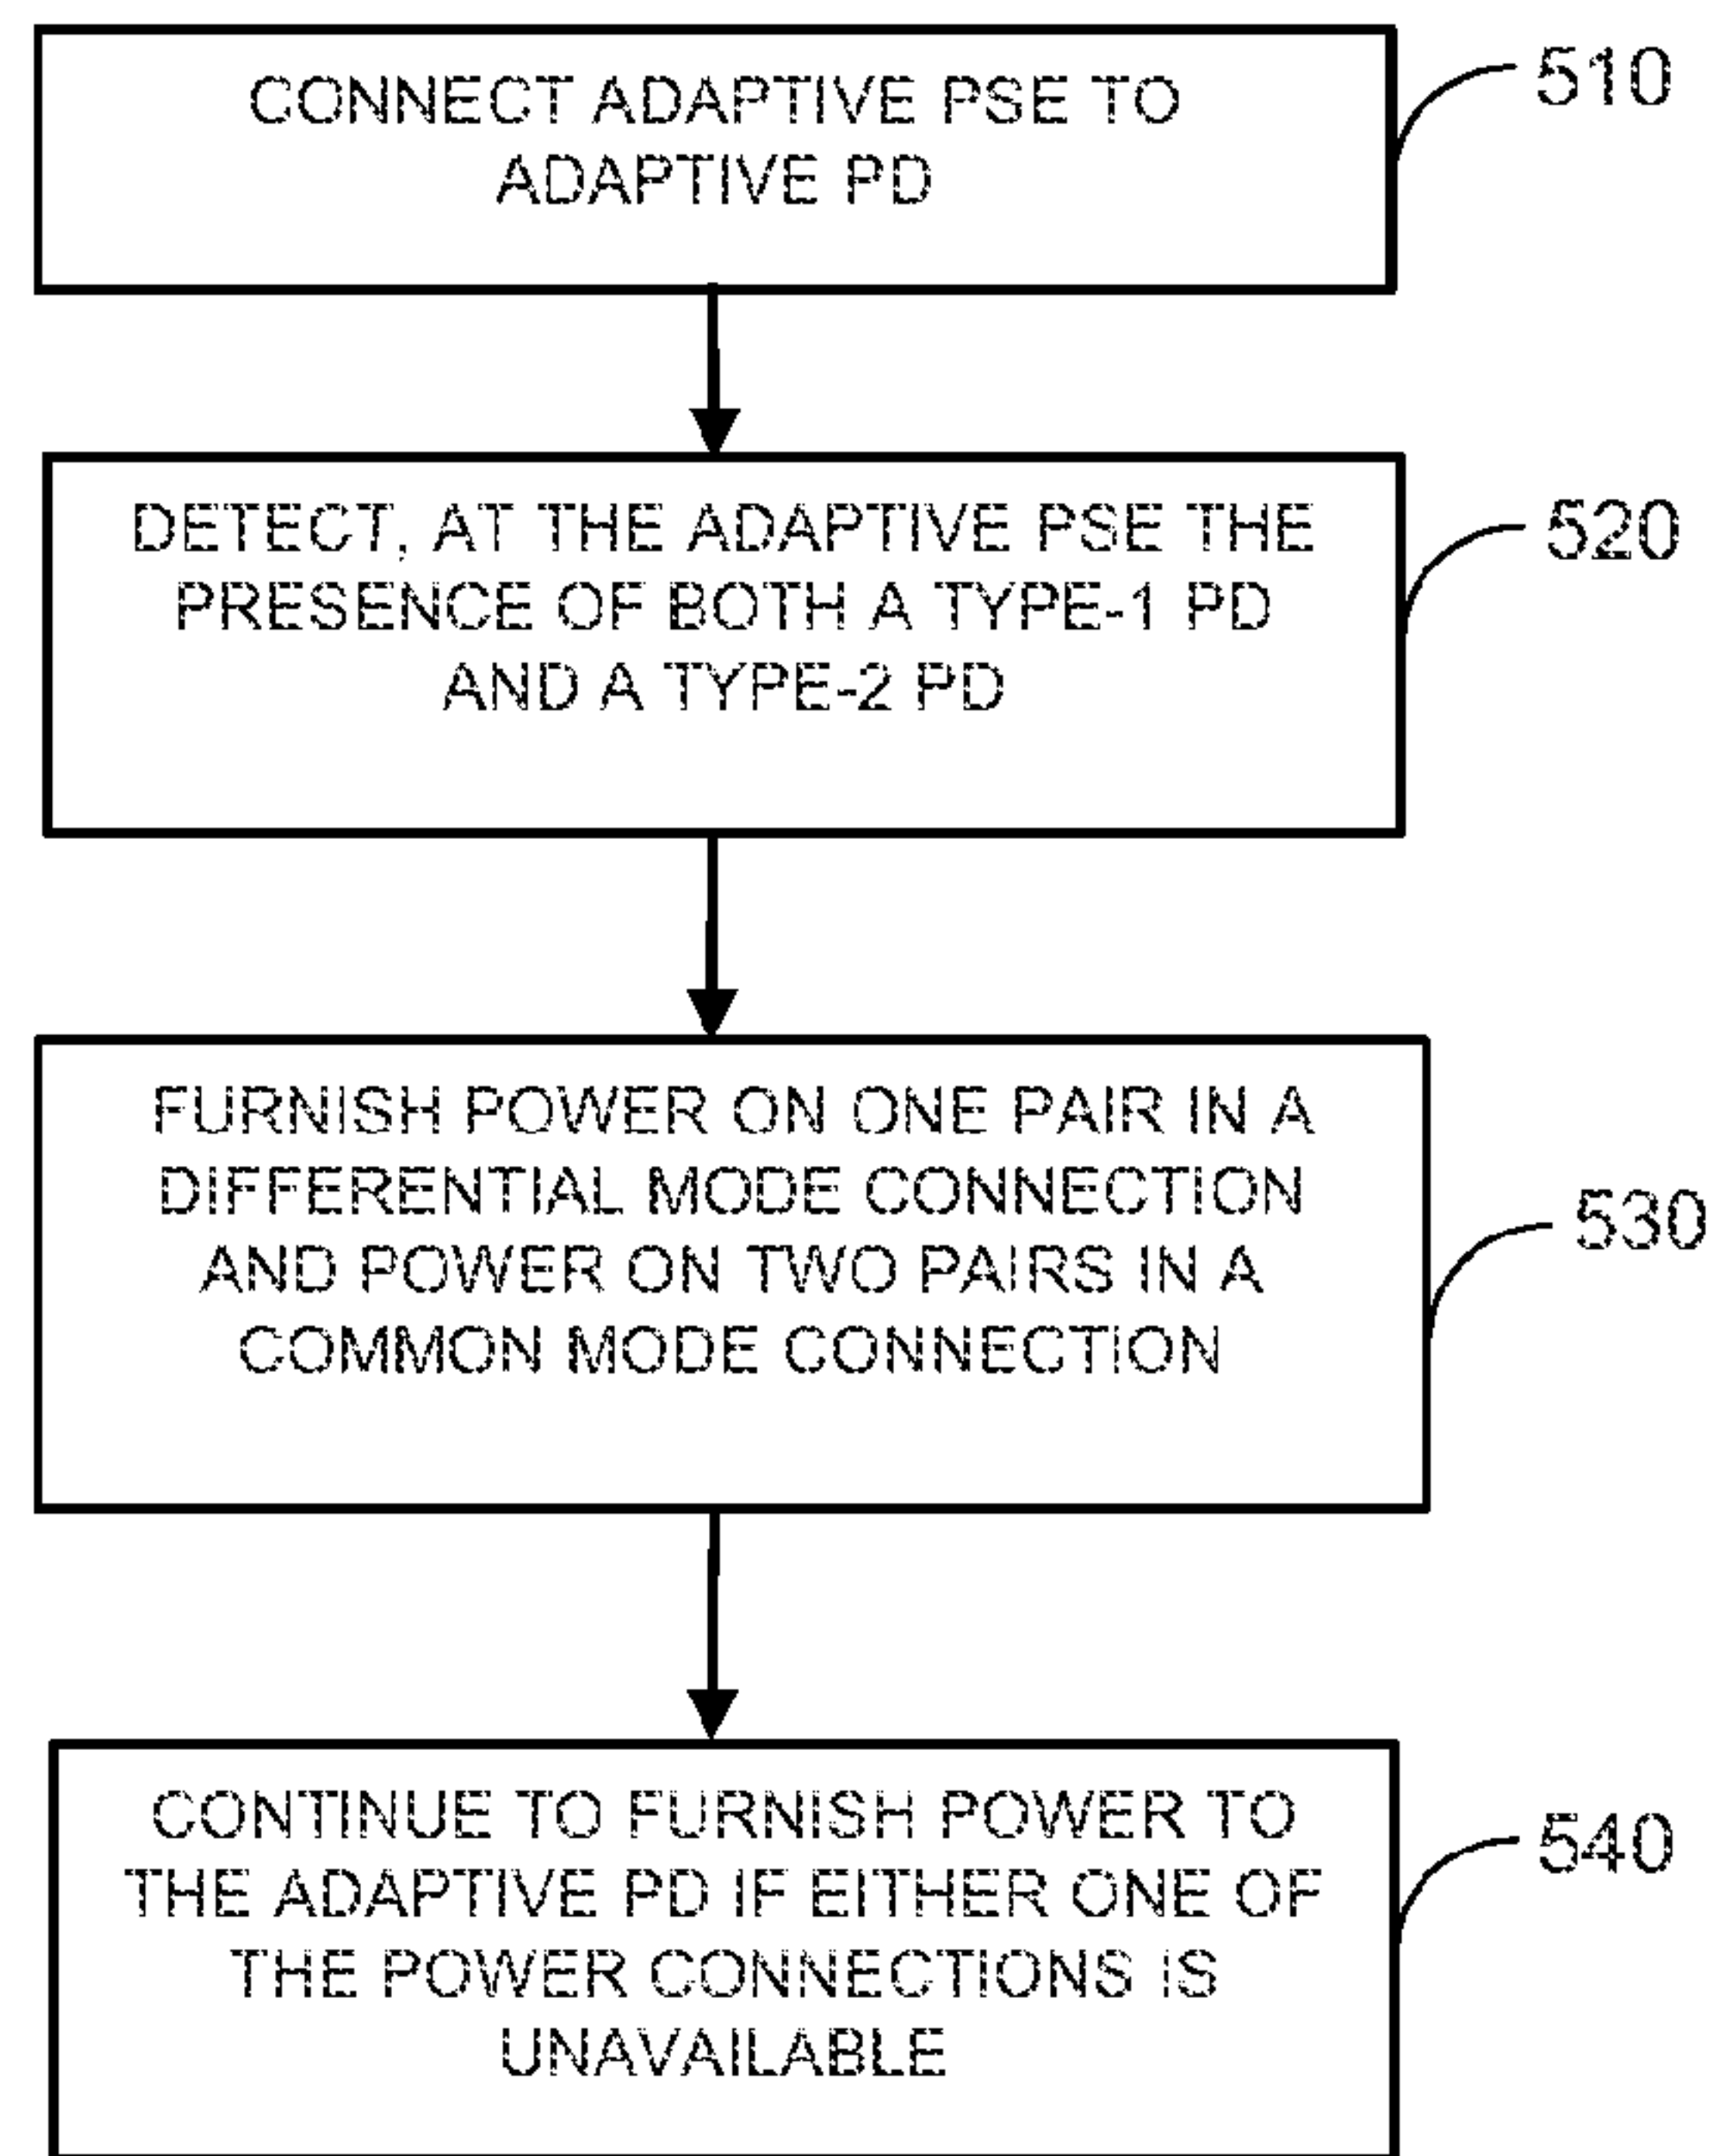 CONNECT ADAPTIVE PSE TO
ADAPTIVE PD
510
DETECT, AT THE ADAPTIVE PSE THE
PRESENCE OF BOTH A TYPE-1 PD
AND A TYPE-2 PD
520
FURNISH POWER ON ONE PAIR IN A
DIFFERENTIAL MODE CONNECTION
AND POWER ON TWO PAIRS IN A
COMMON MODE CONNECTION
530
CONTINUE TO FURNISH POWER TO
THE ADAPTIVE PD IF EITHER ONE OF
THE POWER CONNECTIONS IS
UNAVAILABLE
540